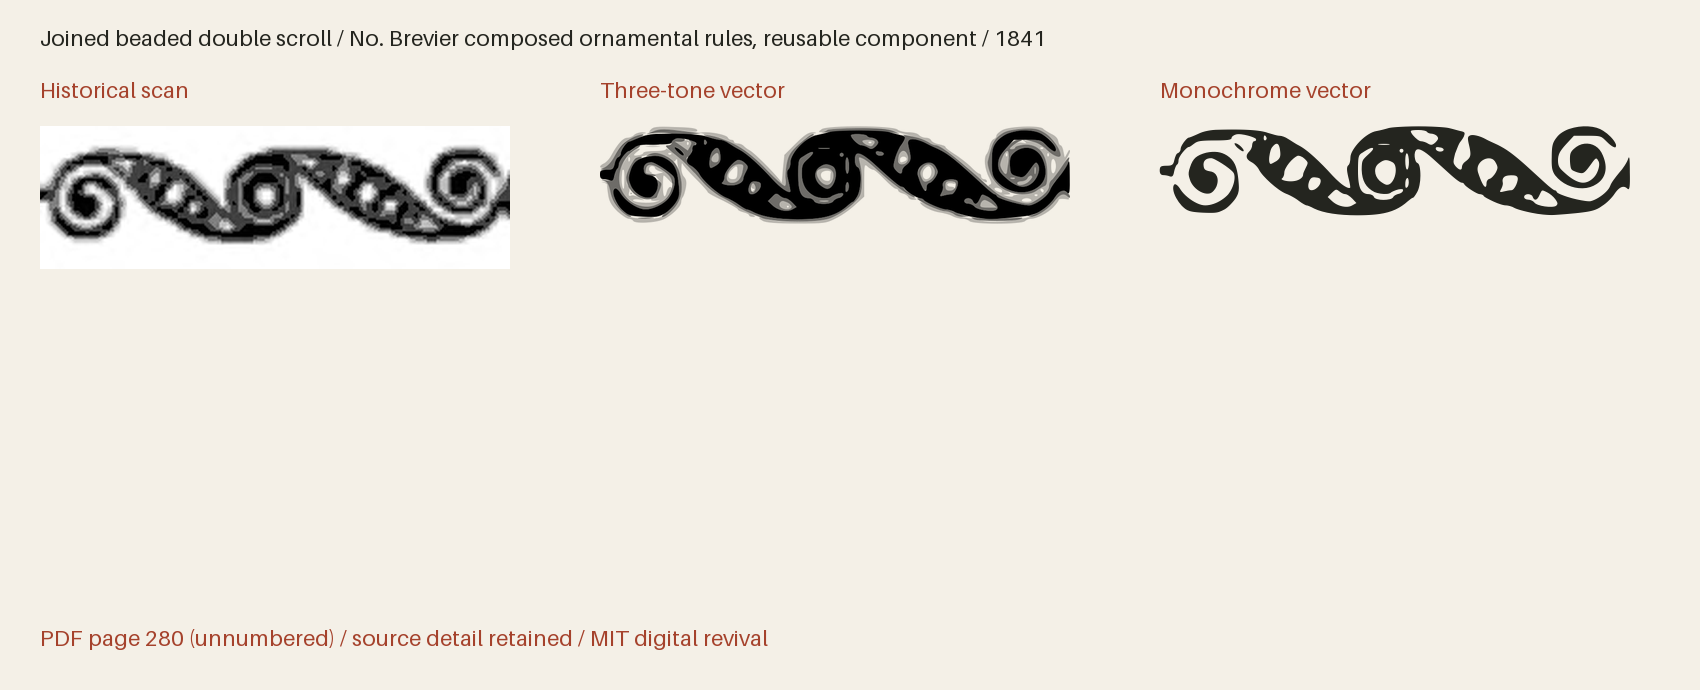 Joined beaded double scroll / No. Brevier composed ornamental rules, reusable component / 1841
Historical scan
Three-tone vector
Monochrome vector
PDF page 280 (unnumbered) / source detail retained / MIT digital revival